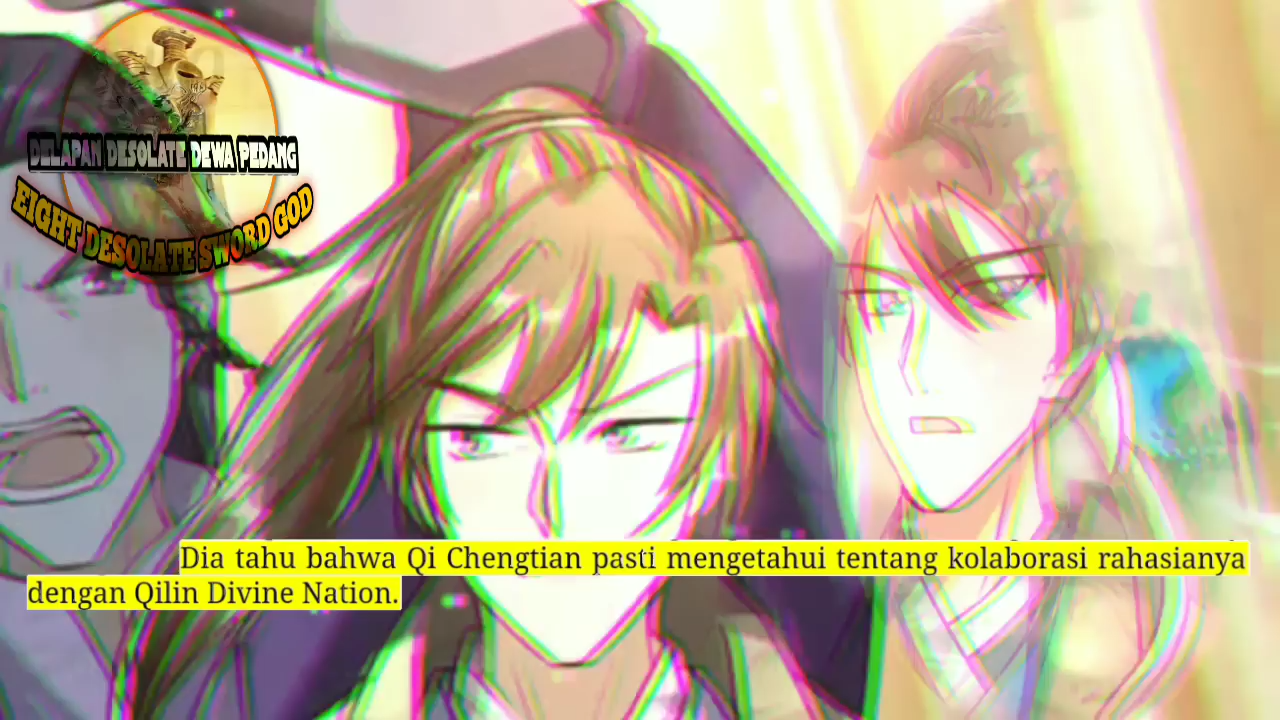 DELAPAN DESOLATE DEWA PEDANG
EIGHT DESOLATE SWORD GOD
Dia tahu bahwa Qi Chengtian pasti mengetahui tentang kolaborasi rahasianya
dengan Qilin Divine Nation.